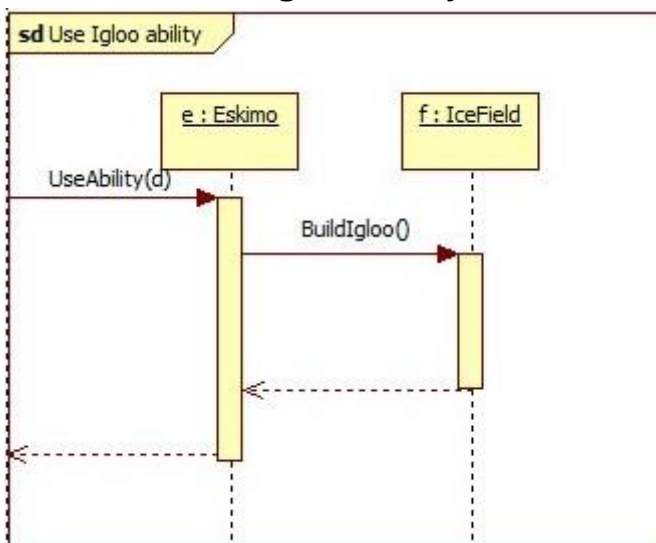 sd Use Igloo ability
e : Eskimo
f : IceField
UseAbility(d)
BuildIgloo()